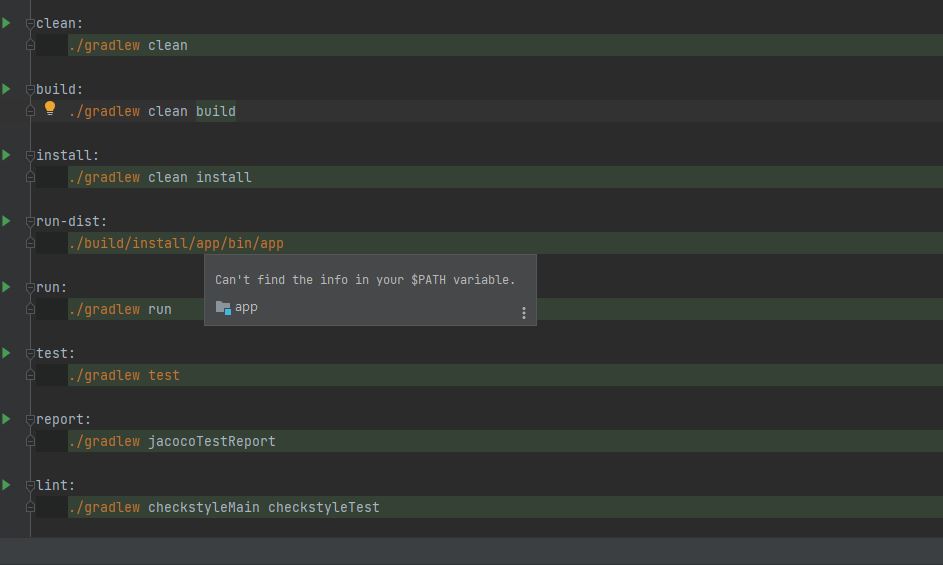 clean:
./gradlew clean
build:
./gradlew clean build
install:
./gradlew clean install
run-dist:
./build/install/app/bin/app
Can't find the info in your $PATH variable.
app
run:
./gradlew run
test:
./gradlew test
report:
./gradlew jacocoTestReport
lint:
./gradlew checkstyleMain checkstyleTest